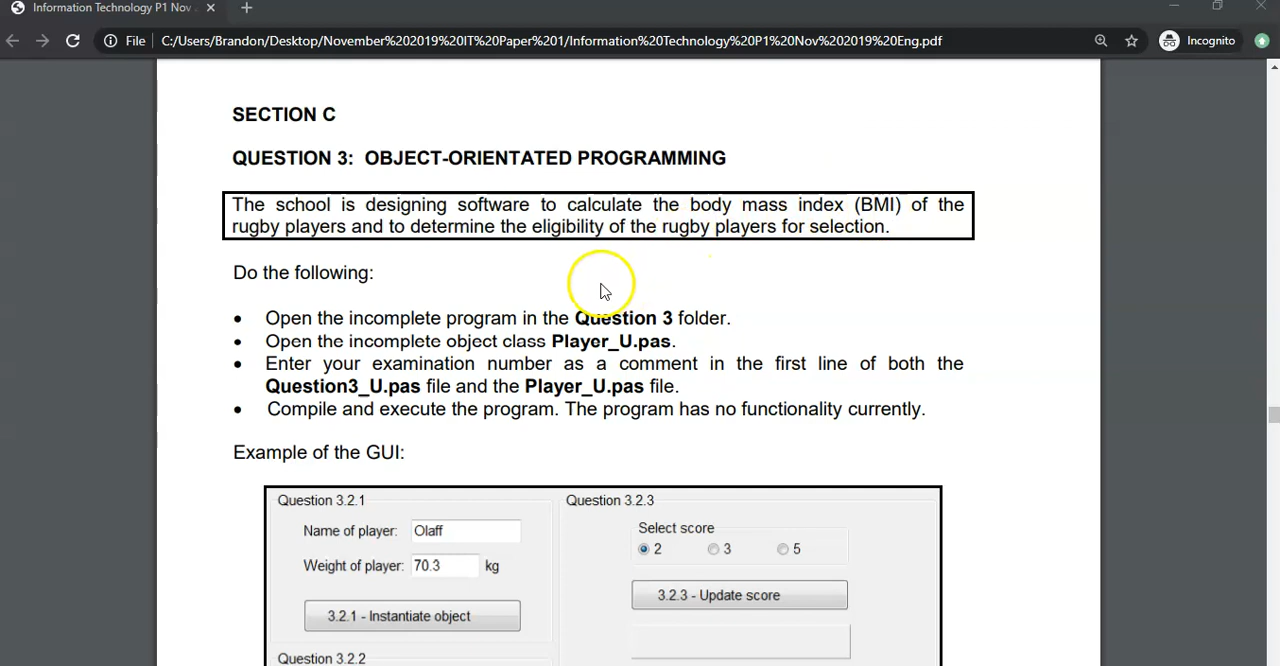 Information Technology P1 Nov
File C:/Users/Brandon/Desktop/November%202019%20IT%20Paper%201/Information%20Technology%20P1%20Nov%202019%20Eng.pdf Incognito
SECTION C
QUESTION 3: OBJECT-ORIENTATED PROGRAMMING
The school is designing software to calculate the body mass index (BMI) of the
rugby players and to determine the eligibility of the rugby players for selection.
Do the following:
• Open the incomplete program in the Question 3 folder.
• Open the incomplete object class Player_U.pas.
• Enter your examination number as a comment in the first line of both the
Question3_U.pas file and the Player_U.pas file.
• Compile and execute the program. The program has no functionality currently.
Example of the GUI:
Question 3.2.1
Name of player: Olaff
Weight of player: 70.3 kg
3.2.1 - Instantiate object
Question 3.2.2
Question 3.2.3
Select score
2 3 5
3.2.3 - Update score